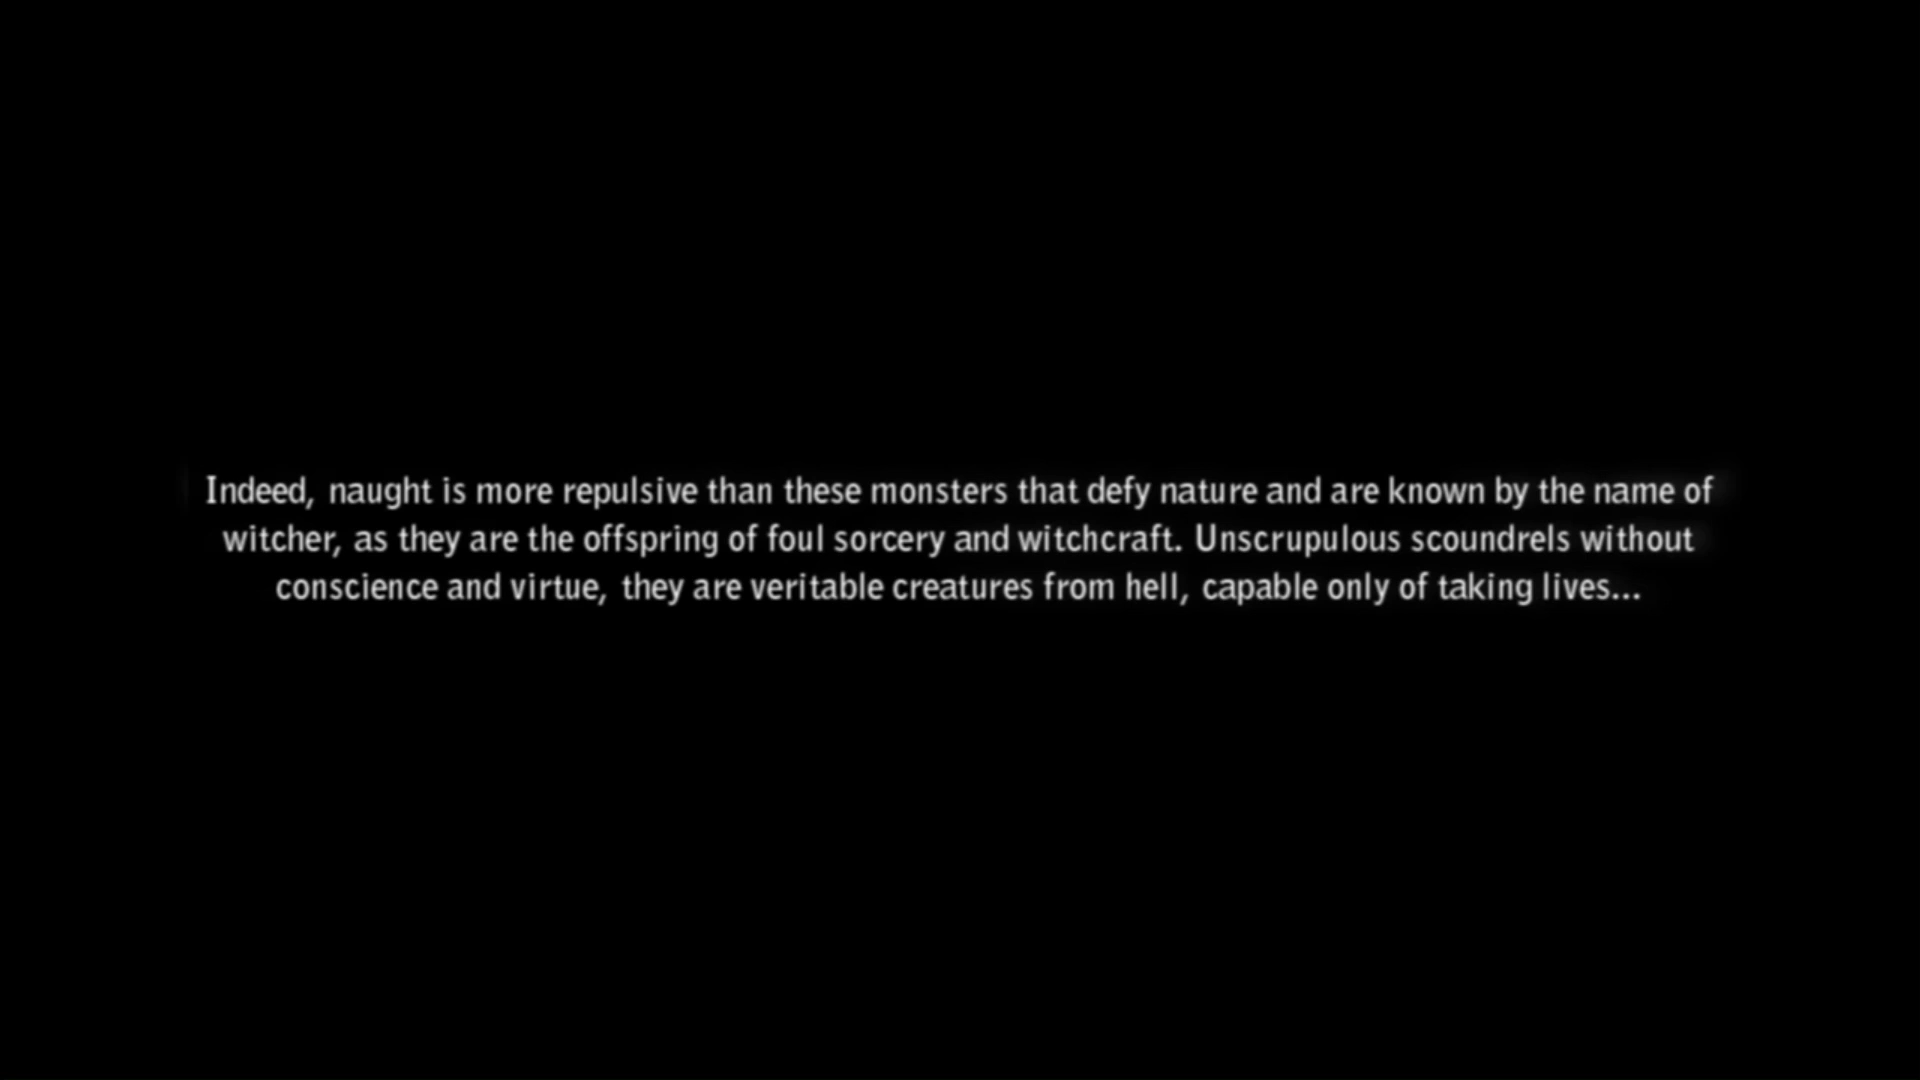 Indeed, naught is more repulsive than these monsters that defy nature and are known by the name of
witcher, as they are the offspring of foul sorcery and witchcraft. Unscrupulous scoundrels without
conscience and virtue, they are veritable creatures from hell, capable only of taking lives...